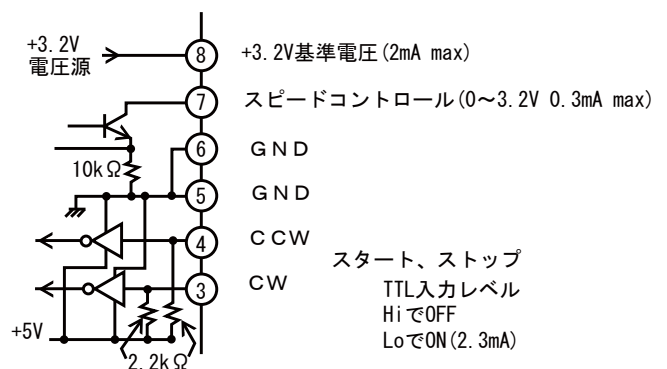 +3.2V
電圧源
8
+3.2V基準電圧(2mA max)
7
スピードコントロール(0～3.2V 0.3mA max)
6
GND
10kΩ
5
GND
4
CCW
スタート、ストップ
3
CW
TTL入力レベル
HiでOFF
+5V
LoでON(2.3mA)
2.2kΩ